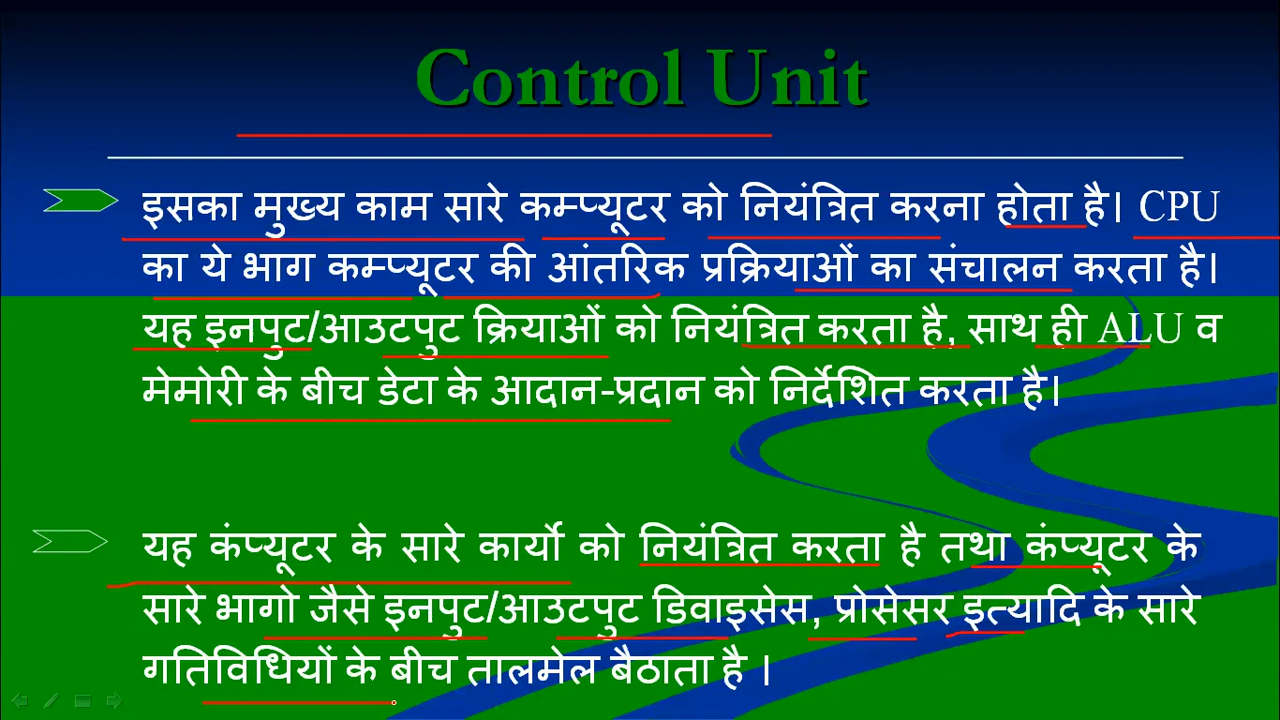 Control Unit
इसका मुख्य काम सारे कम्प्यूटर को नियंत्रित करना होता है। CPU
का ये भाग कम्प्यूटर की आंतरिक प्रक्रियाओं का संचालन करता है।
यह इनपुट/आउटपुट क्रियाओं को नियंत्रित करता है, साथ ही ALU व
मेमोरी के बीच डेटा के आदान-प्रदान को निर्देशित करता है।
यह कंप्यूटर के सारे कार्यो को नियंत्रित करता है तथा कंप्यूटर के
सारे भागो जैसे इनपुट/आउटपुट डिवाइसेस, प्रोसेसर इत्यादि के सारे
गतिविधियों के बीच तालमेल बैठाता है ।